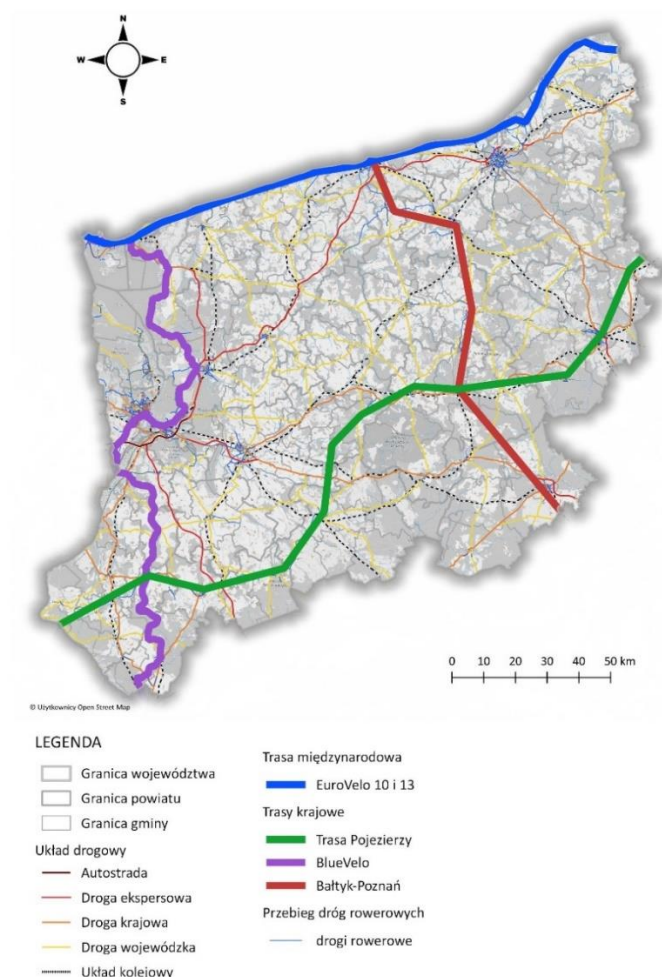 N
W E
S
0 10 20 30 40 50 km
© Użytkownicy Open Street Map
LEGENDA
Granica województwa
Granica powiatu
Granica gminy
Układ drogowy
Autostrada
Droga ekspersowa
Droga krajowa
Droga wojewódzka
Układ kolejowy
Trasa międzynarodowa
EuroVelo 10 i 13
Trasy krajowe
Trasa Pojezierzy
BlueVelo
Bałtyk-Poznań
Przebieg dróg rowerowych
drogi rowerowe